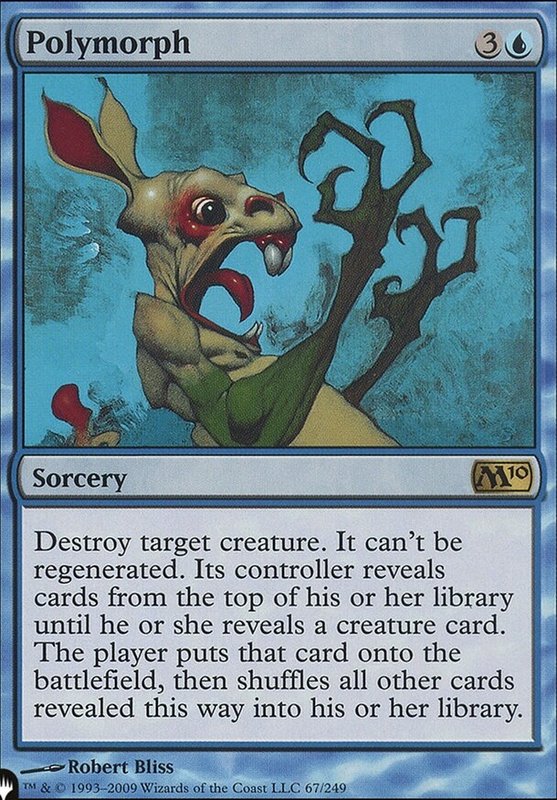 Polymorph 3
Sorcery M10
Destroy target creature. It can't be
regenerated. Its controller reveals
cards from the top of his or her library
until he or she reveals a creature card.
The player puts that card onto the
battlefield, then shuffles all other cards
revealed this way into his or her library.
Robert Bliss
™ & © 1993–2009 Wizards of the Coast LLC 67/249